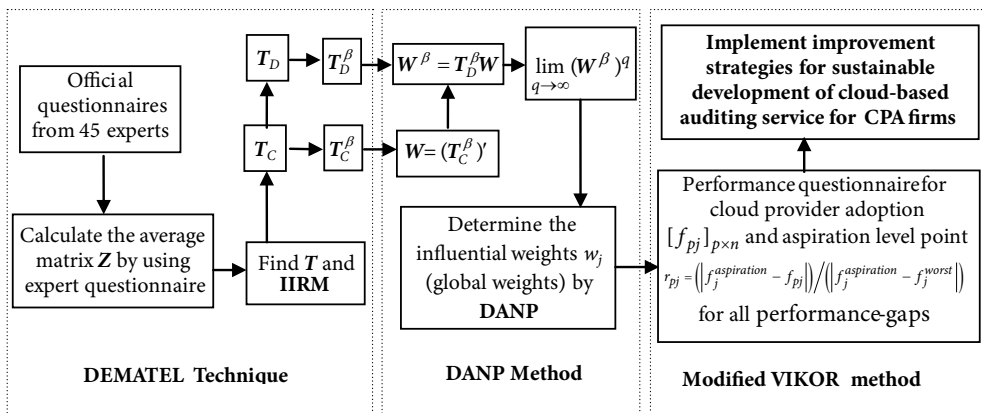 Official
questionnaires
from 45 experts
Calculate the average
matrix Z by using
expert questionnaire
T_D
T_D^β
T_C
T_C^β
Find T and
IIRM
DEMATEL Technique
W^β = T_D^β W
lim (W^β)^q
q→∞
W = (T_C^β)′
Determine the
influential weights w_j
(global weights) by
DANP
DANP Method
Implement improvement
strategies for sustainable
development of cloud-based
auditing service for CPA firms
Performance questionnaire for
cloud provider adoption
[f_pj]_p×n and aspiration level point
r_pj = (|f_j^aspiration − f_pj|)/(|f_j^aspiration − f_j^worst|)
for all performance-gaps
Modified VIKOR method